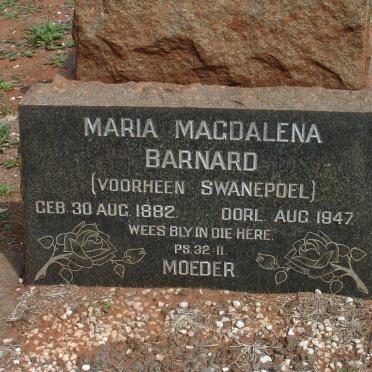 MARIA MAGDALENA
BARNARD
(VOORHEEN SWANEPOEL)
GEB. 30 AUG. 1882. OORL. AUG. 1947
WEES BLY IN DIE HERE.
PS. 32:11.
MOEDER